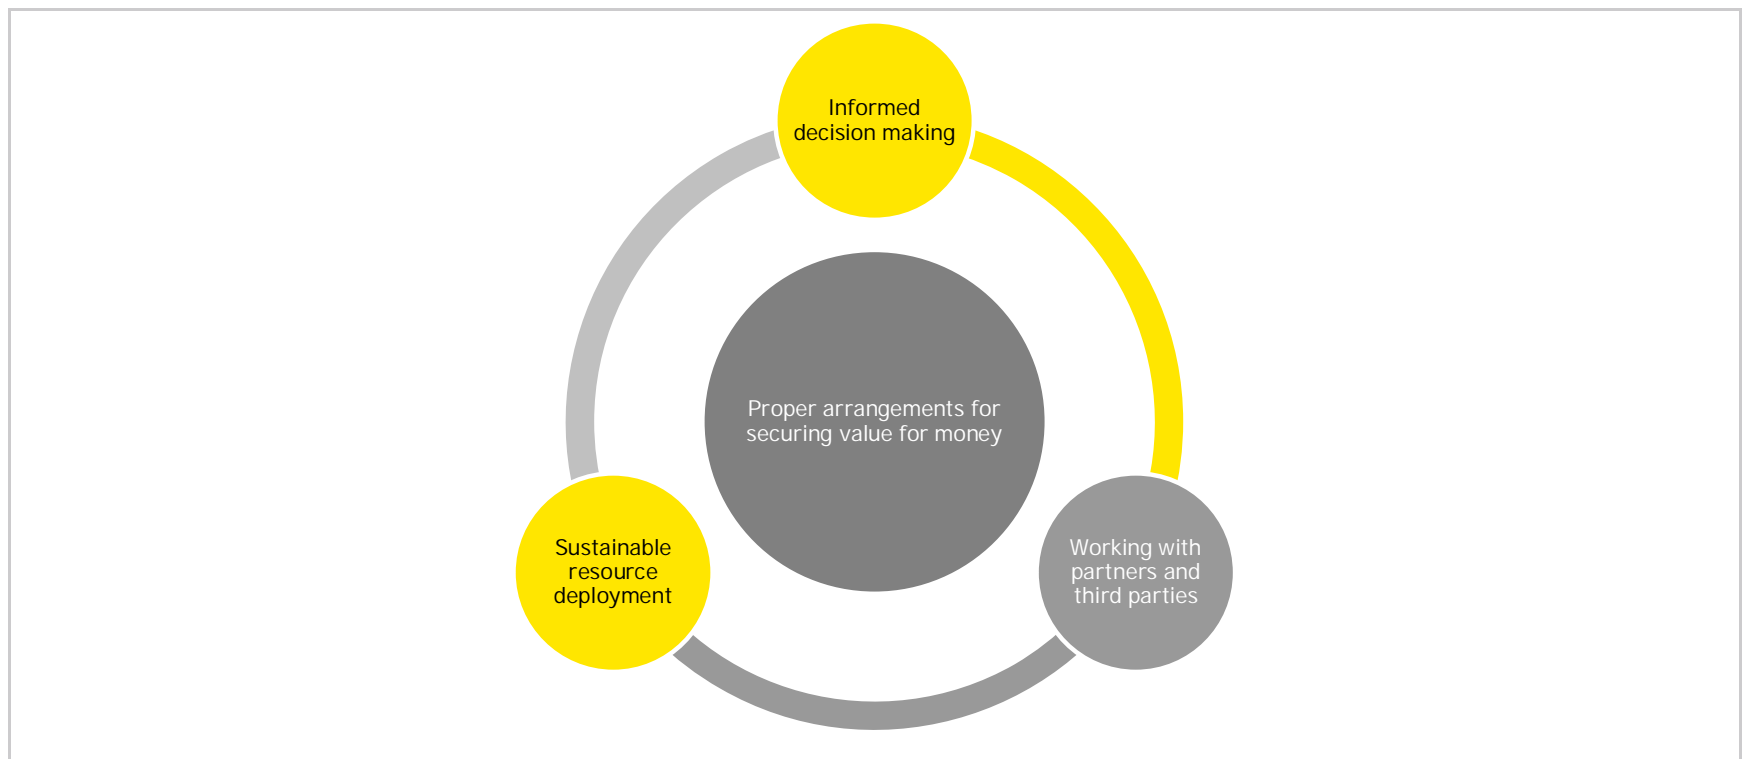 Informed
decision making
Proper arrangements for
securing value for money
Sustainable
resource
deployment
Working with
partners and
third parties